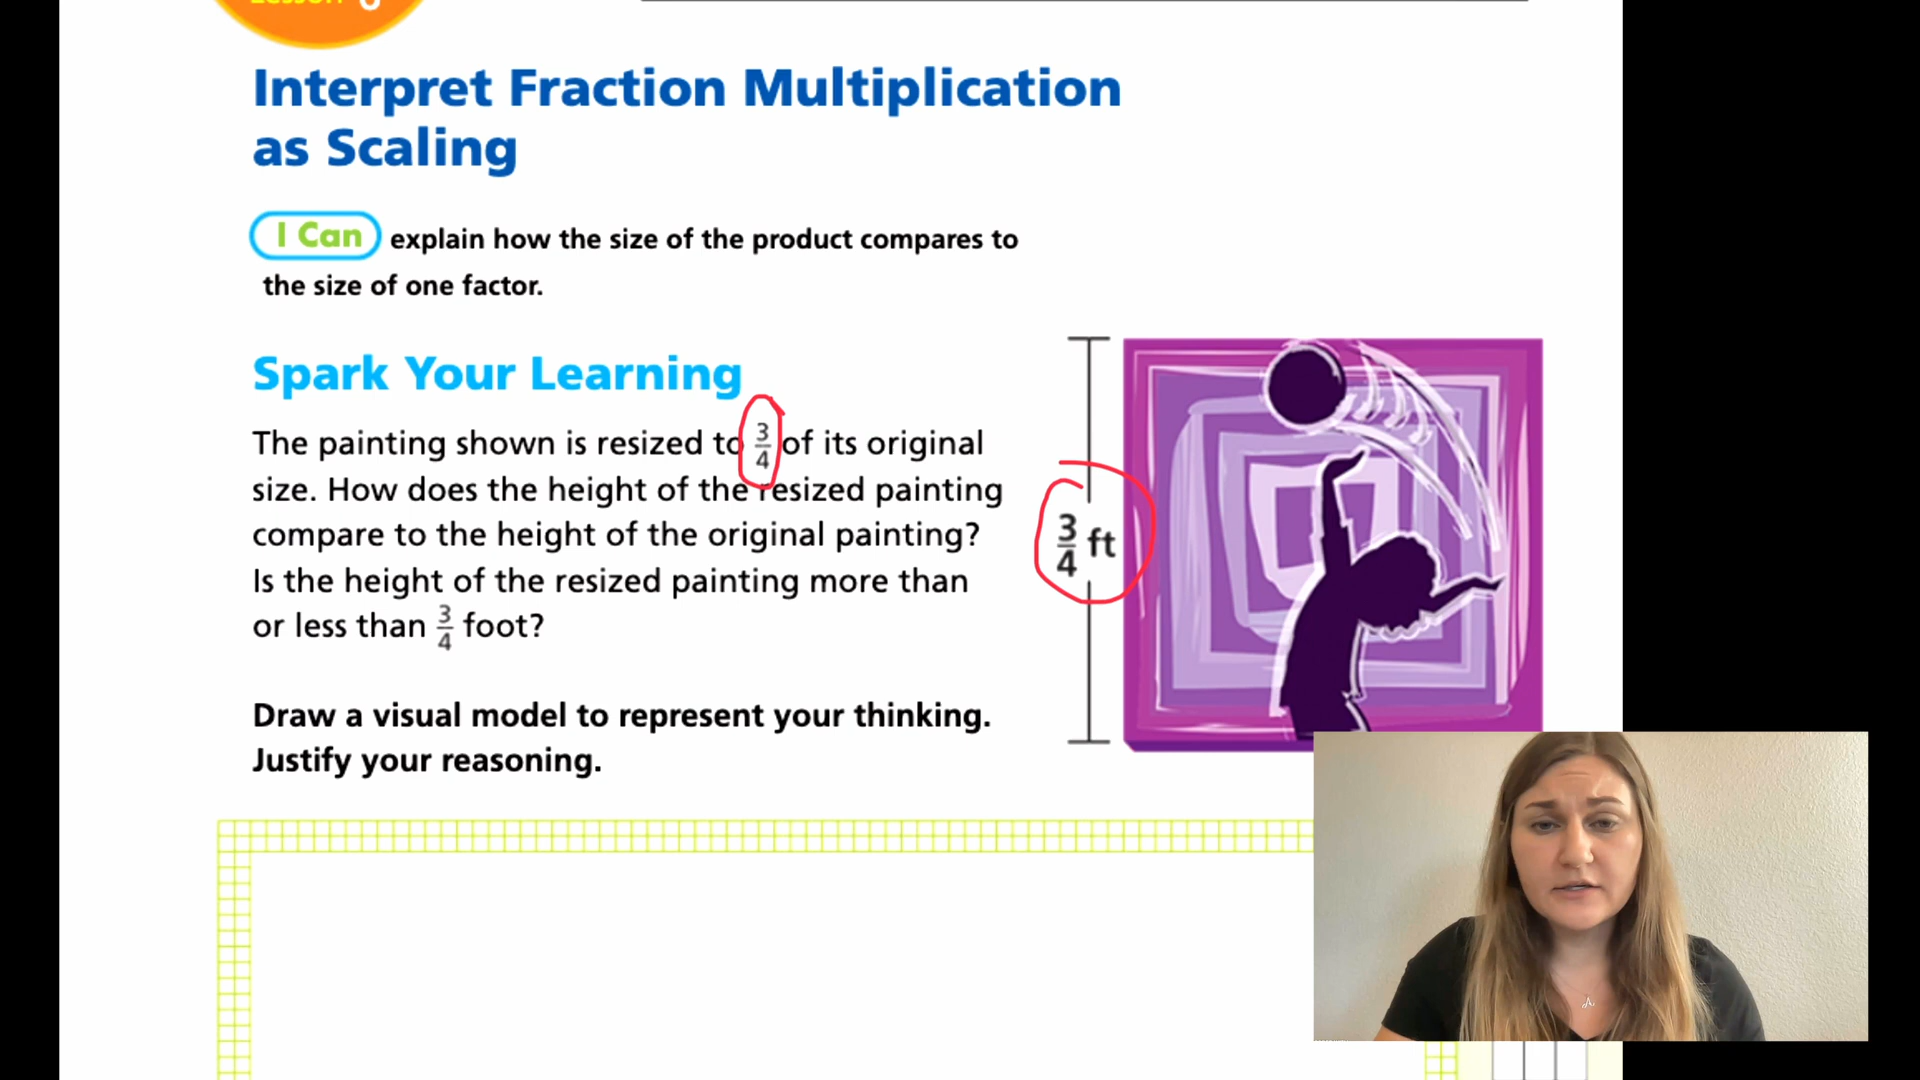 Lesson 6
Interpret Fraction Multiplication
as Scaling
I Can explain how the size of the product compares to
the size of one factor.
Spark Your Learning
The painting shown is resized to 3/4 of its original
size. How does the height of the resized painting
compare to the height of the original painting?
Is the height of the resized painting more than
or less than 3/4 foot?
Draw a visual model to represent your thinking.
Justify your reasoning.
3/4 ft